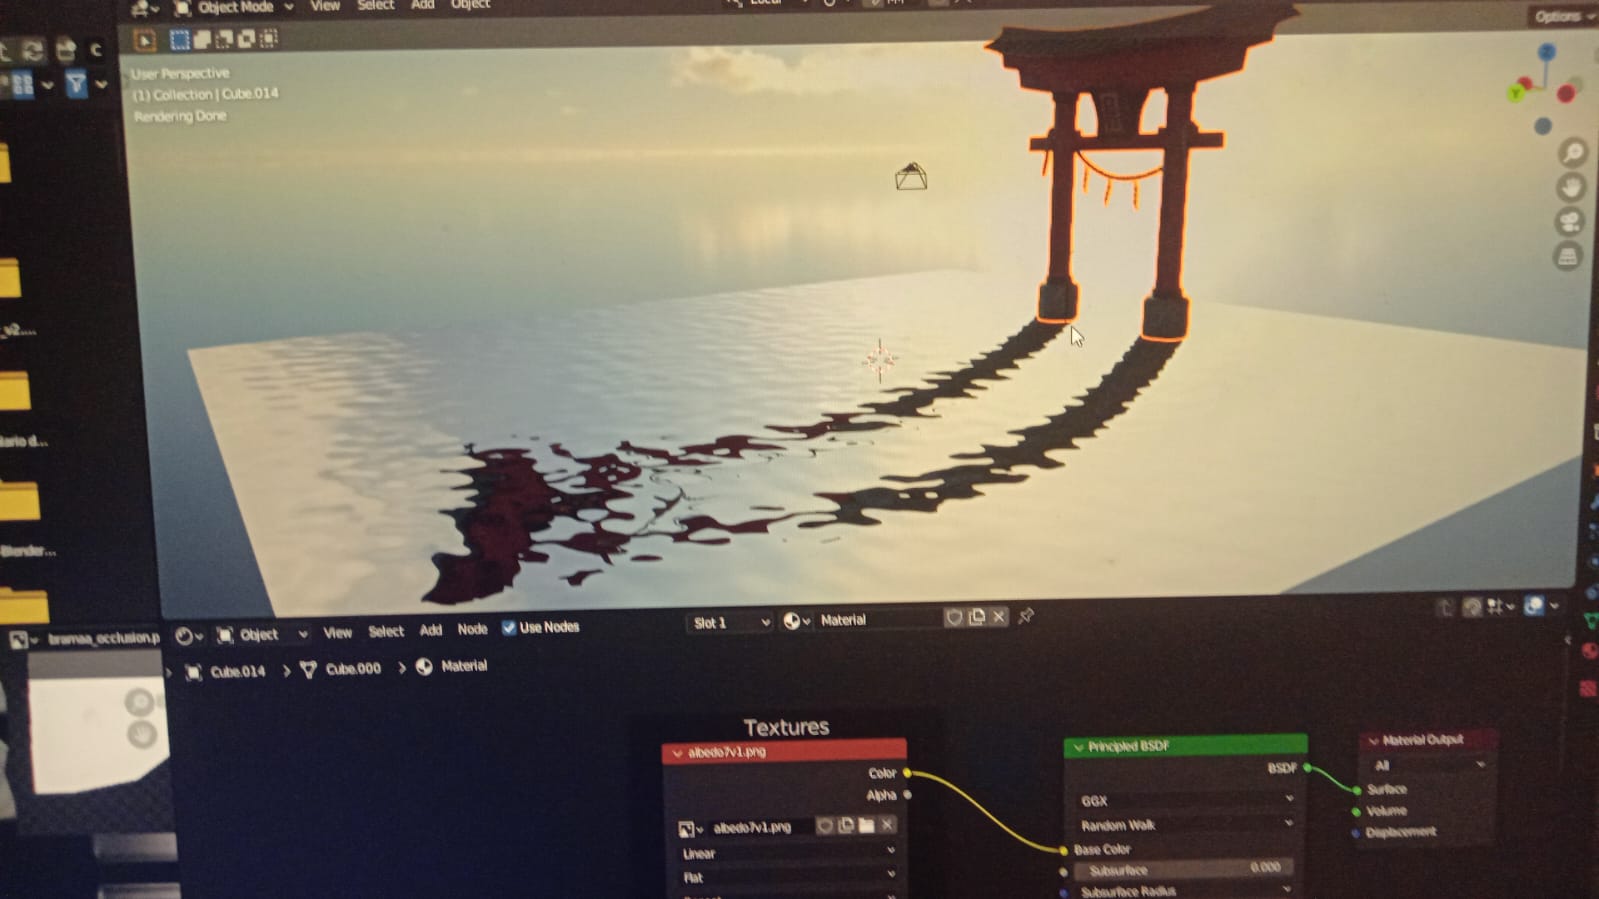 Object Mode
View
Select
Add
Object
Options
User Perspective
(1) Collection | Cube.014
Rendering Done
Z
Y
C
_v2....
Blender...
Object
View
Select
Add
Node
Use Nodes
Slot 1
Material
Cube.014 > Cube.000 > Material
Textures
albedo7v1.png
Color
Alpha
albedo7v1.png
Linear
Flat
Principled BSDF
BSDF
GGX
Random Walk
Base Color
Subsurface 0.000
Subsurface Radius
Material Output
All
Surface
Volume
Displacement